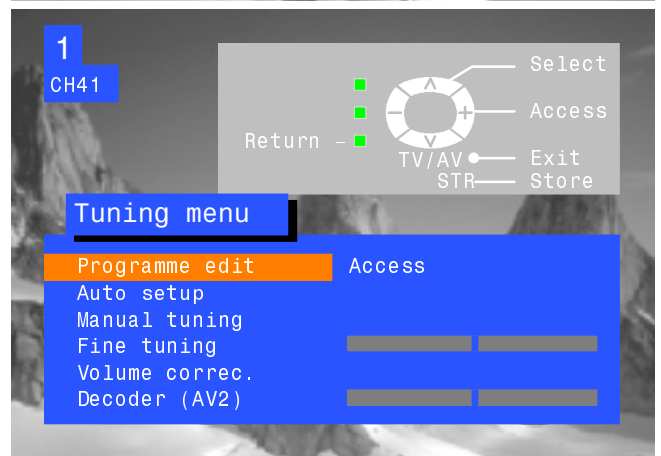 1
CH41
Select
Access
Return –
TV/AV
Exit
STR
Store
Tuning menu
Programme edit Access
Auto setup
Manual tuning
Fine tuning
Volume correc.
Decoder (AV2)